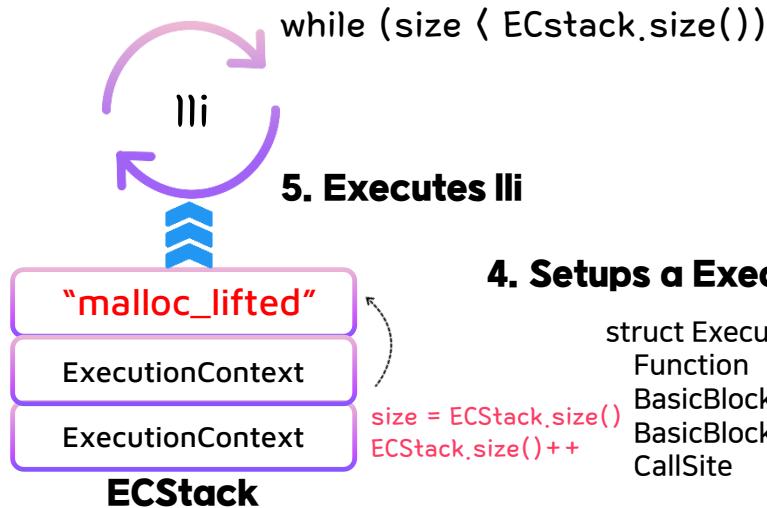 while (size < ECstack.size())
lli
5. Executes lli
4. Setups a Exec
"malloc_lifted"
struct Execu
Function
ExecutionContext
BasicBlock
size = ECStack.size()
BasicBlock
ExecutionContext
ECStack.size()++
CallSite
ECStack